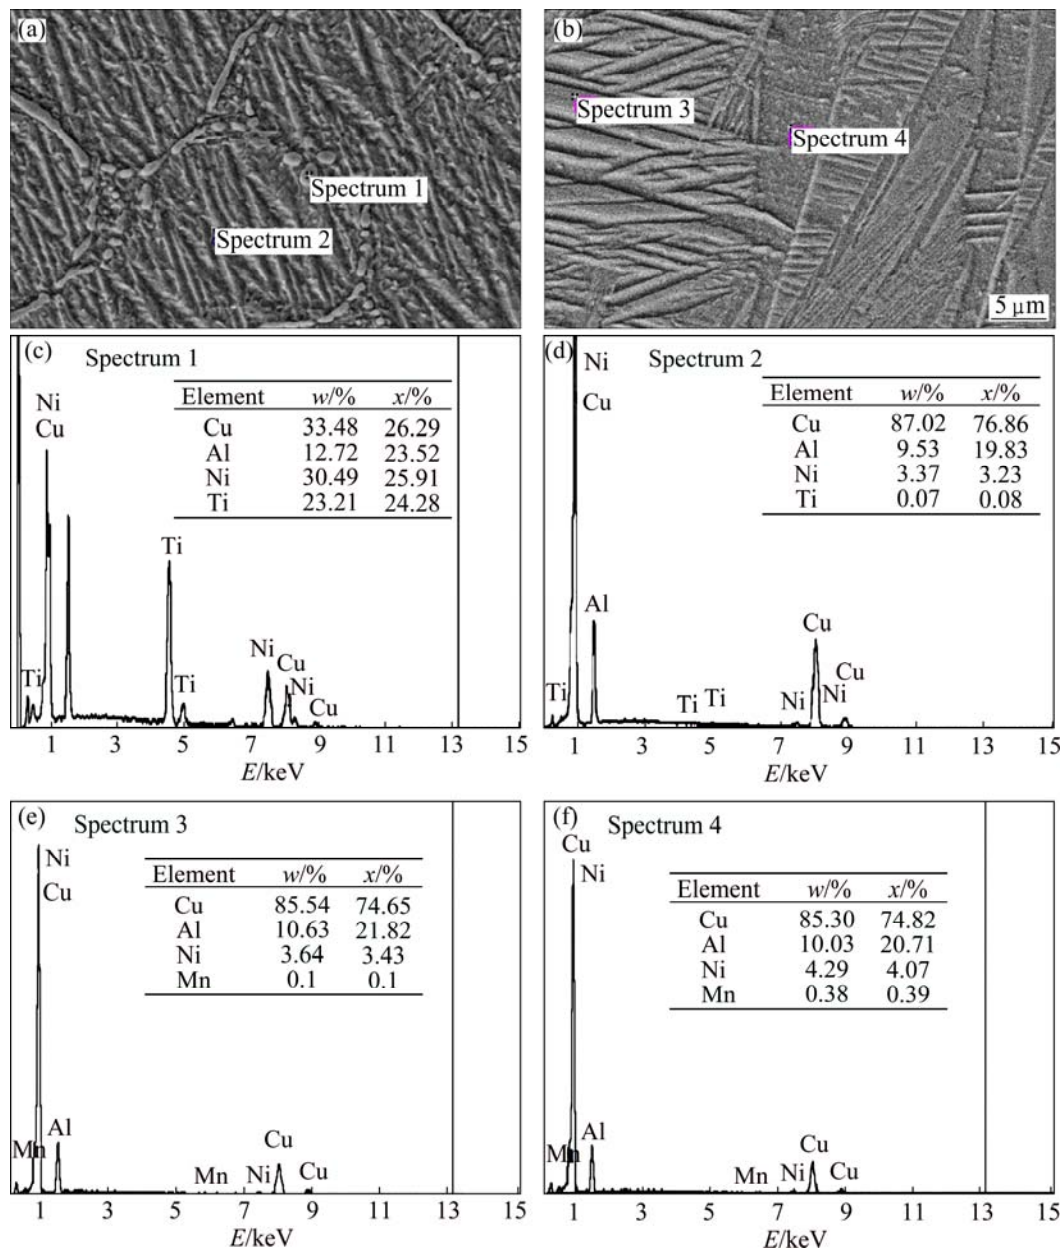 (a)
Spectrum 1
Spectrum 2
(b)
Spectrum 3
Spectrum 4
5 μm
(c) Spectrum 1
Element w/% x/%
Cu 33.48 26.29
Al 12.72 23.52
Ni 30.49 25.91
Ti 23.21 24.28
Ni
Cu
Ti
Ti
Ti
Ni
Cu
Ni
Cu
1 3 5 7 9 11 13 15
E/keV
(d) Spectrum 2
Ni
Cu
Element w/% x/%
Cu 87.02 76.86
Al 9.53 19.83
Ni 3.37 3.23
Ti 0.07 0.08
Ti
Al
Ti
Ti
Ni
Cu
Ni
Cu
1 3 5 7 9 11 13 15
E/keV
(e) Spectrum 3
Ni
Cu
Element w/% x/%
Cu 85.54 74.65
Al 10.63 21.82
Ni 3.64 3.43
Mn 0.1 0.1
Mn
Al
Mn
Ni
Cu
Cu
1 3 5 7 9 11 13 15
E/keV
(f) Spectrum 4
Cu
Ni
Element w/% x/%
Cu 85.30 74.82
Al 10.03 20.71
Ni 4.29 4.07
Mn 0.38 0.39
Mn
Al
Mn
Ni
Cu
Cu
1 3 5 7 9 11 13 15
E/keV